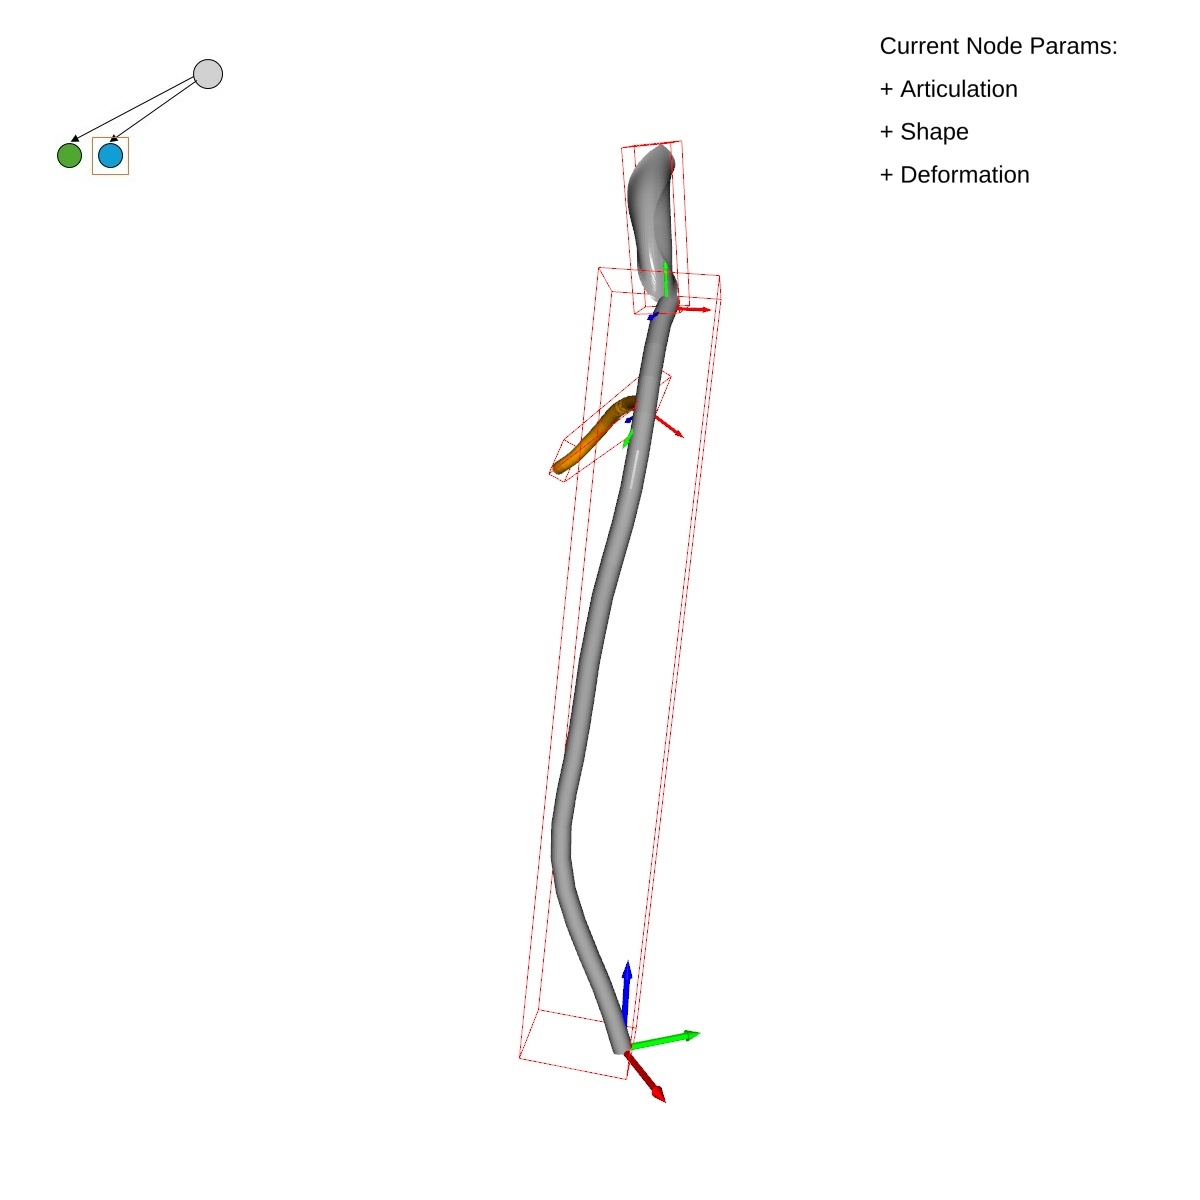 Current Node Params:
+ Articulation
+ Shape
+ Deformation